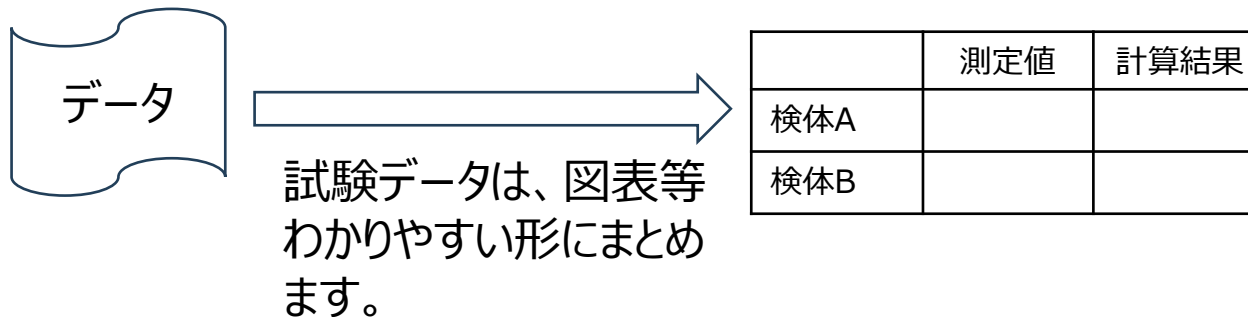 データ
試験データは、図表等
わかりやすい形にまとめ
ます。
測定値 計算結果
検体A
検体B